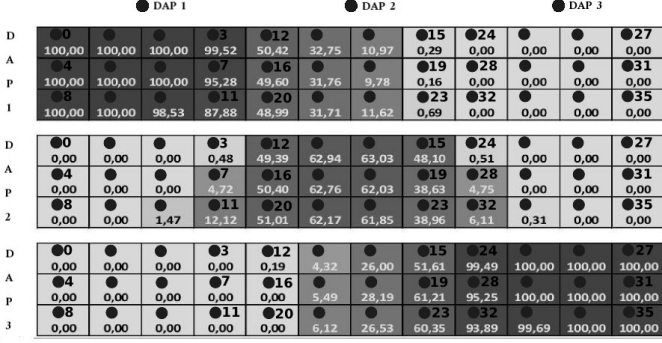 DAP 1 DAP 2 DAP 3
D 0 3 12 15 24 27
100,00 100,00 100,00 99,52 50,42 32,75 10,97 0,29 0,00 0,00 0,00 0,00
A 4 7 16 19 28 31
P 100,00 100,00 100,00 95,28 49,60 31,76 9,78 0,16 0,00 0,00 0,00 0,00
8 11 20 23 32 35
1 100,00 100,00 98,53 87,88 48,99 31,71 11,62 0,69 0,00 0,00 0,00 0,00
D 0 3 12 15 24 27
0,00 0,00 0,00 0,48 49,39 62,94 63,03 48,10 0,51 0,00 0,00 0,00
A 4 7 16 19 28 31
P 0,00 0,00 0,00 4,72 50,40 62,76 62,03 38,63 4,75 0,00 0,00 0,00
8 11 20 23 32 35
2 0,00 0,00 1,47 12,12 51,01 62,17 61,85 38,96 6,11 0,31 0,00 0,00
D 0 3 12 15 24 27
0,00 0,00 0,00 0,00 0,19 4,32 26,00 51,61 99,49 100,00 100,00 100,00
A 4 7 16 19 28 31
P 0,00 0,00 0,00 0,00 0,00 5,49 28,19 61,21 95,25 100,00 100,00 100,00
8 11 20 23 32 35
3 0,00 0,00 0,00 0,00 0,00 6,12 26,53 60,35 93,89 99,69 100,00 100,00